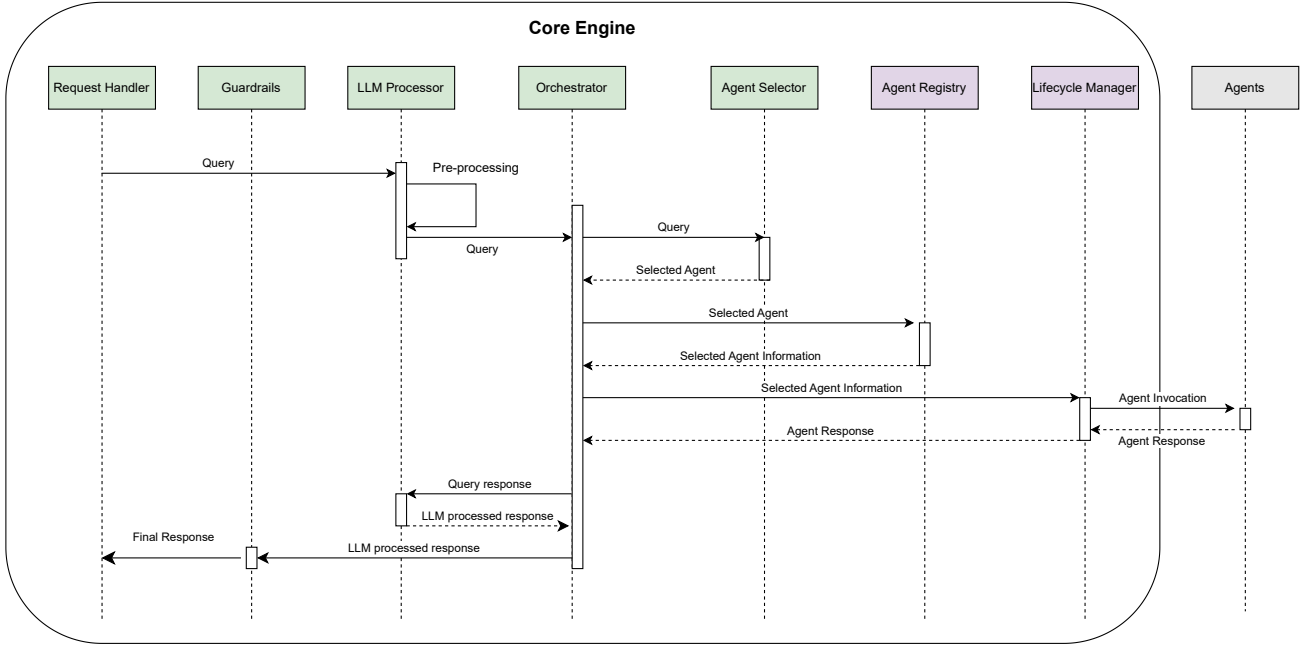 Core Engine
Request Handler
Guardrails
LLM Processor
Orchestrator
Agent Selector
Agent Registry
Lifecycle Manager
Agents
Query
Pre-processing
Query
Query
Selected Agent
Selected Agent
Selected Agent Information
Selected Agent Information
Agent Invocation
Agent Response
Agent Response
Query response
LLM processed response
Final Response
LLM processed response